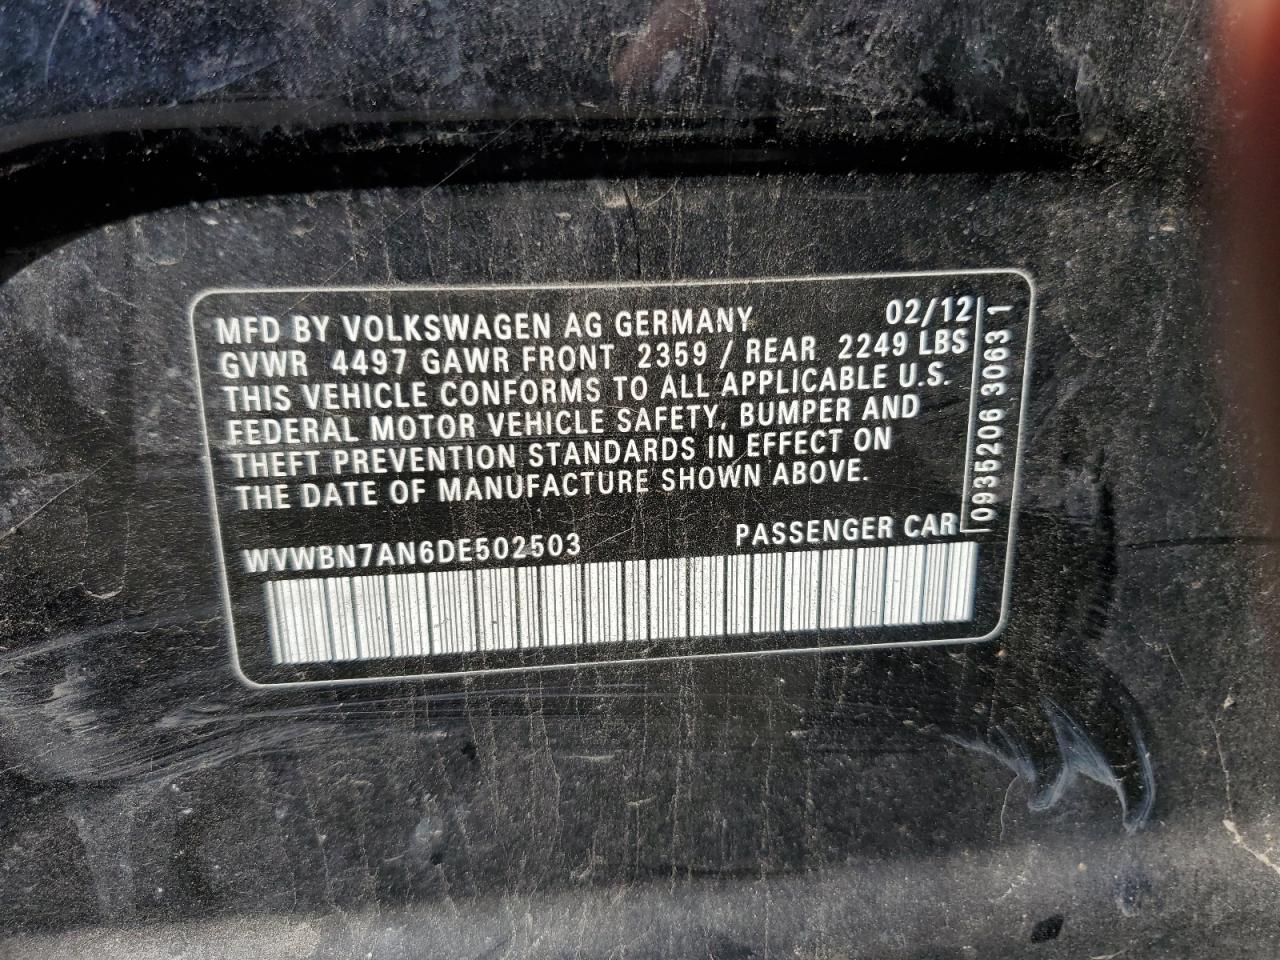 MFD BY VOLKSWAGEN AG GERMANY 02/12
GVWR 4497 GAWR FRONT 2359 / REAR 2249 LBS
THIS VEHICLE CONFORMS TO ALL APPLICABLE U.S.
FEDERAL MOTOR VEHICLE SAFETY, BUMPER AND
THEFT PREVENTION STANDARDS IN EFFECT ON
THE DATE OF MANUFACTURE SHOWN ABOVE.
WVWBN7AN6DE502503 PASSENGER CAR
0935206 3063 1